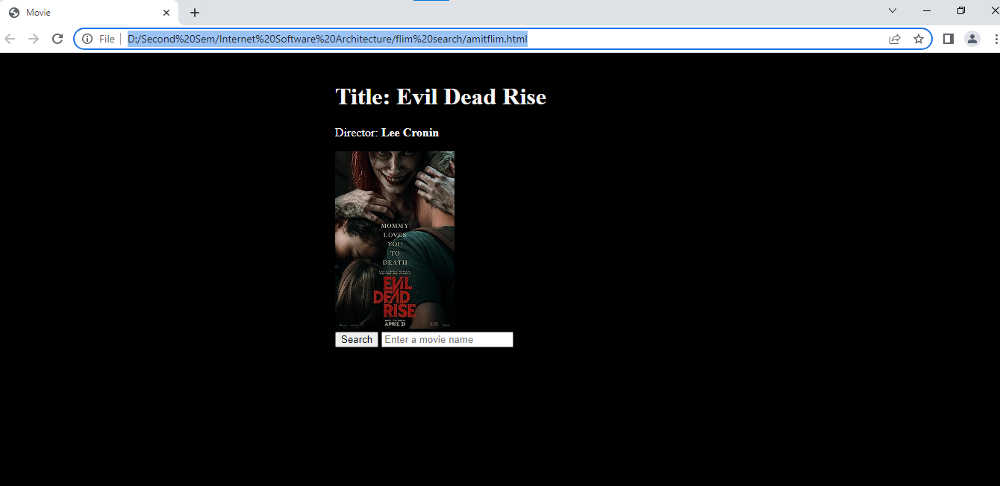 Movie
File
D:/Second%20Sem/Internet%20Software%20Architecture/flim%20search/amitflim.html
Title: Evil Dead Rise
Director: Lee Cronin
MOMMY
LOVES
YOU
TO
DEATH
EVIL
DEAD
RISE
APRIL 21
Search
Enter a movie name